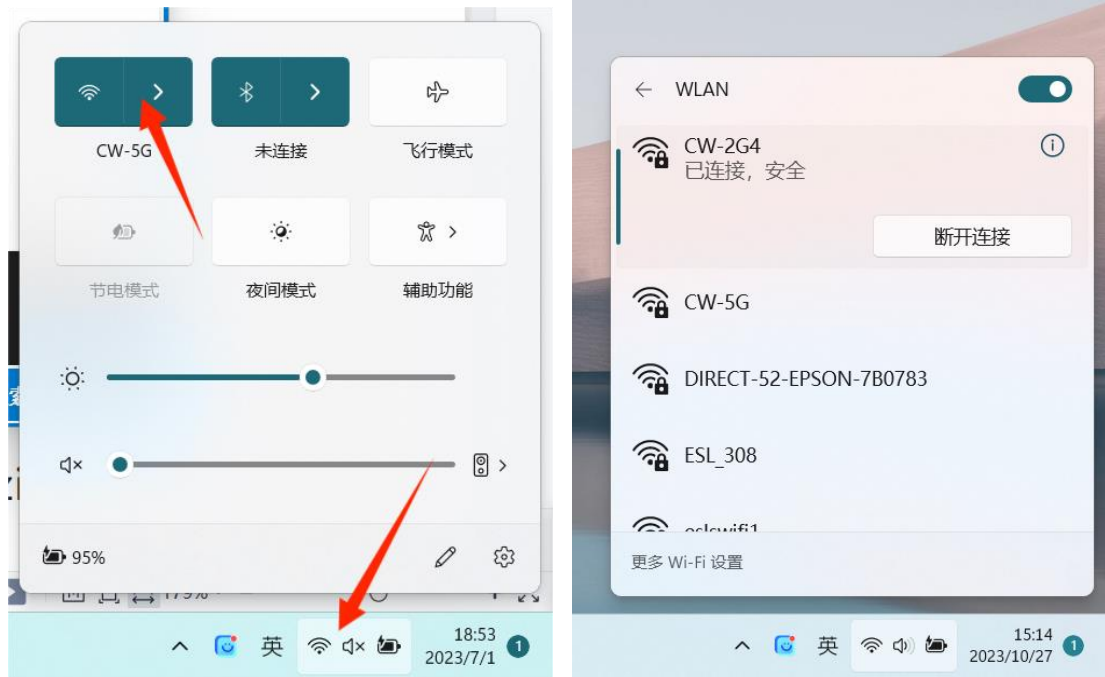 CW-5G
未连接
飞行模式
节电模式
夜间模式
辅助功能
95%
179%
英
18:53
2023/7/1
1
WLAN
CW-2G4
已连接，安全
断开连接
CW-5G
DIRECT-52-EPSON-7B0783
ESL_308
eslswifi1
更多 Wi-Fi 设置
英
15:14
2023/10/27
1